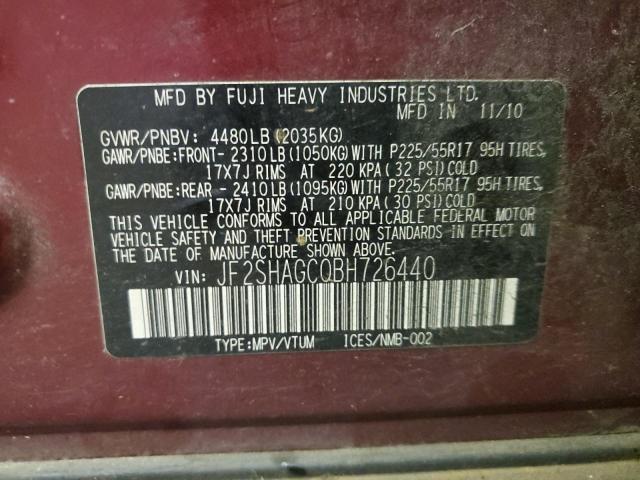 MFD BY FUJI HEAVY INDUSTRIES LTD.
MFD IN 11/10
GVWR/PNBV: 4480LB (2035KG)
GAWR/PNBE:FRONT- 2310LB(1050KG)WITH P225/55R17 95H TIRES,
17X7J RIMS AT 220 KPA( 32 PSI)COLD
GAWR/PNBE:REAR - 2410LB(1095KG)WITH P225/55R17 95H TIRES,
17X7J RIMS AT 210 KPA( 30 PSI)COLD
THIS VEHICLE CONFORMS TO ALL APPLICABLE FEDERAL MOTOR
VEHICLE SAFETY AND THEFT PREVENTION STANDARDS IN EFFECT ON
THE DATE OF MANUFACTURE SHOWN ABOVE.
VIN: JF2SHAGC0BH726440
TYPE:MPV/VTUM ICES/NMB-002